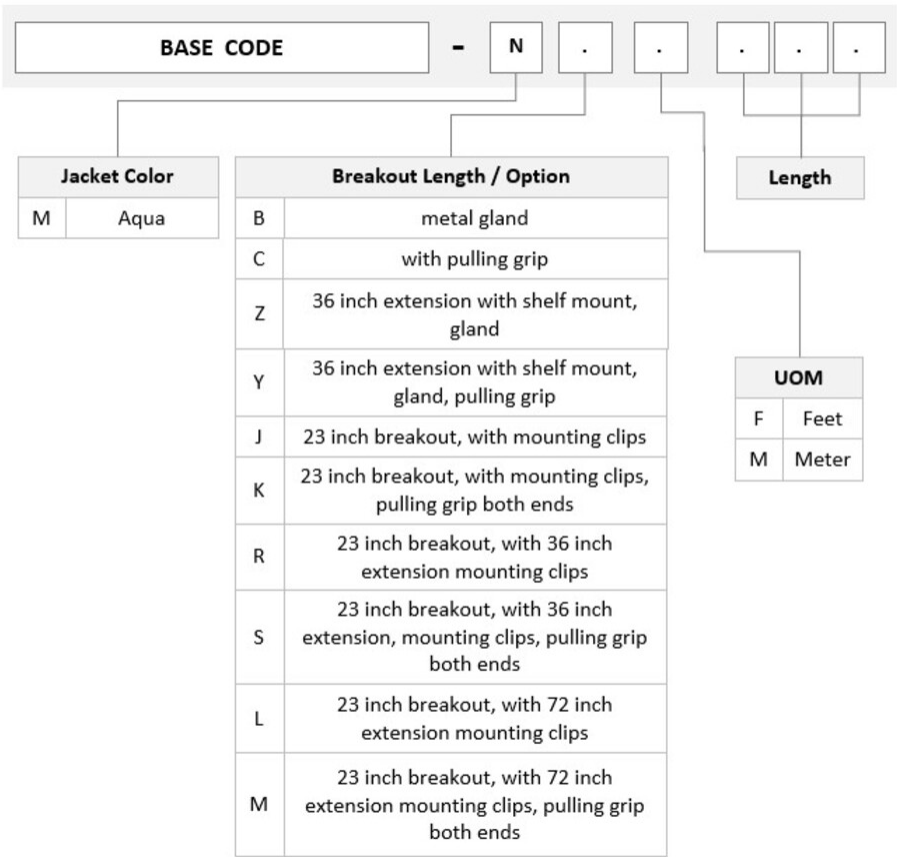 BASE CODE - N . . . . .
Jacket Color
M Aqua
Breakout Length / Option
B metal gland
C with pulling grip
Z 36 inch extension with shelf mount,
gland
Y 36 inch extension with shelf mount,
gland, pulling grip
J 23 inch breakout, with mounting clips
K 23 inch breakout, with mounting clips,
pulling grip both ends
R 23 inch breakout, with 36 inch
extension mounting clips
S 23 inch breakout, with 36 inch
extension, mounting clips, pulling grip
both ends
L 23 inch breakout, with 72 inch
extension mounting clips
M 23 inch breakout, with 72 inch
extension mounting clips, pulling grip
both ends
Length
UOM
F Feet
M Meter